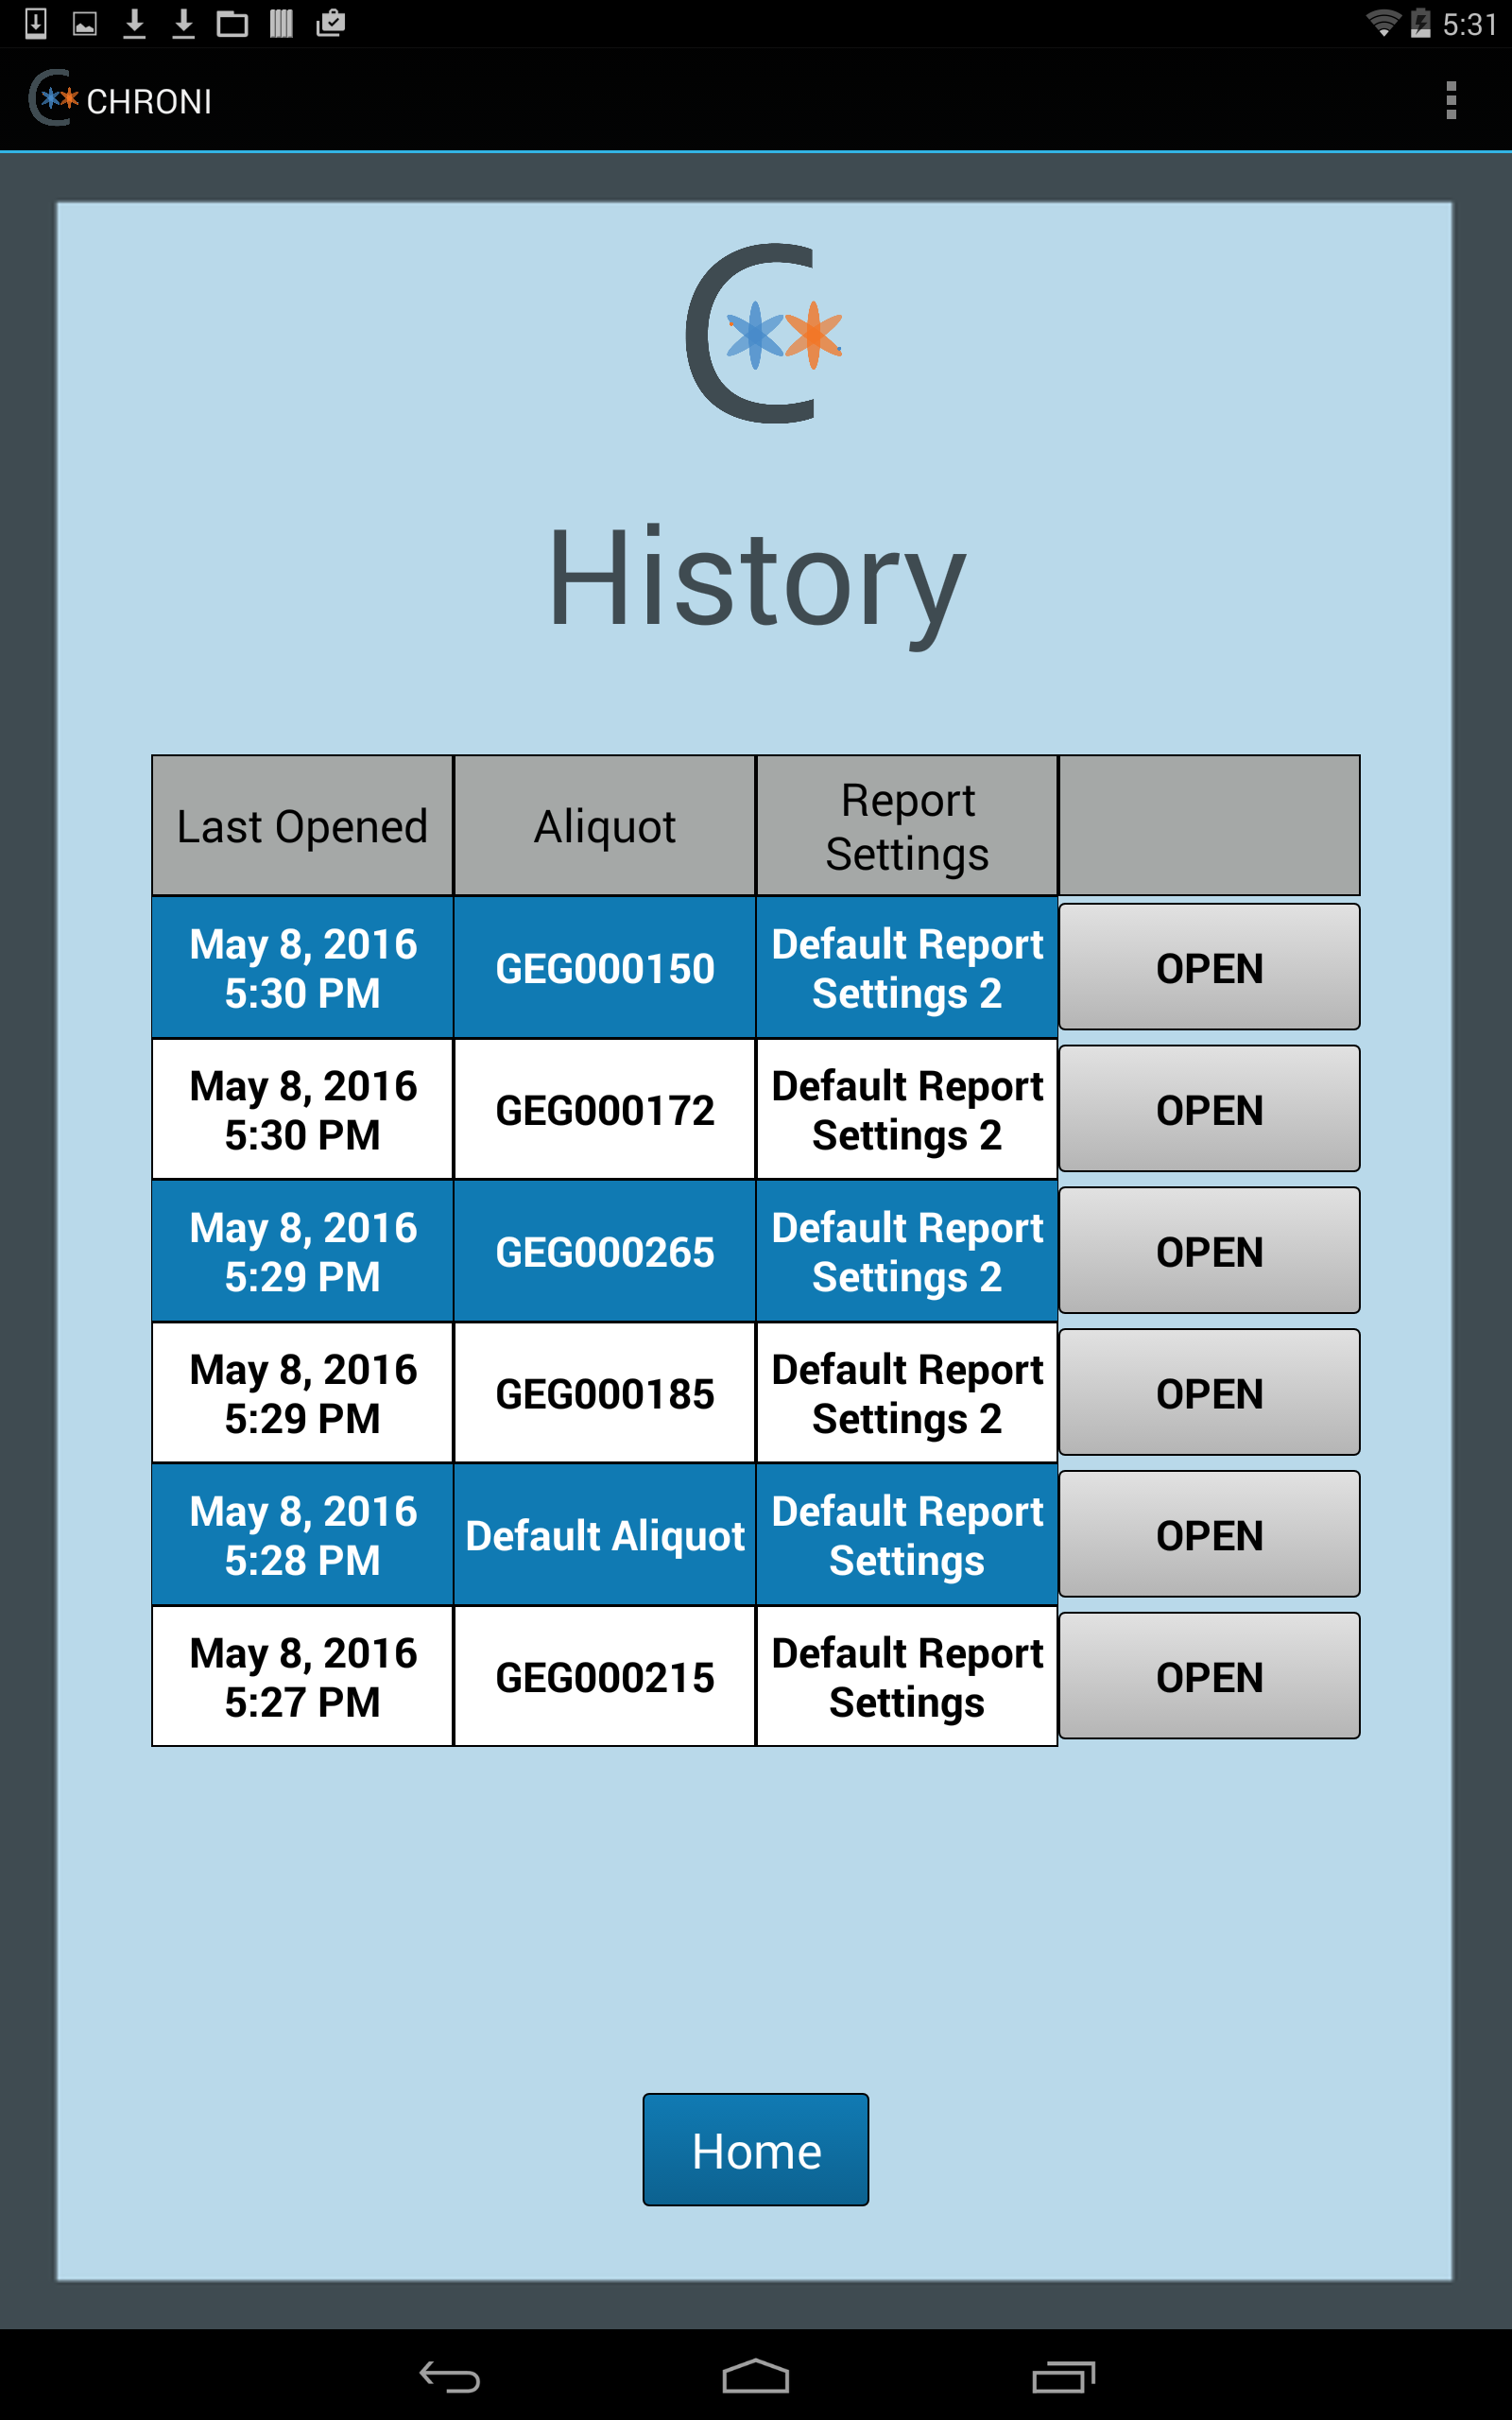 5:31
CHRONI
History
Last Opened
Aliquot
Report
Settings
May 8, 2016
5:30 PM
GEG000150
Default Report
Settings 2
OPEN
May 8, 2016
5:30 PM
GEG000172
Default Report
Settings 2
OPEN
May 8, 2016
5:29 PM
GEG000265
Default Report
Settings 2
OPEN
May 8, 2016
5:29 PM
GEG000185
Default Report
Settings 2
OPEN
May 8, 2016
5:28 PM
Default Aliquot
Default Report
Settings
OPEN
May 8, 2016
5:27 PM
GEG000215
Default Report
Settings
OPEN
Home